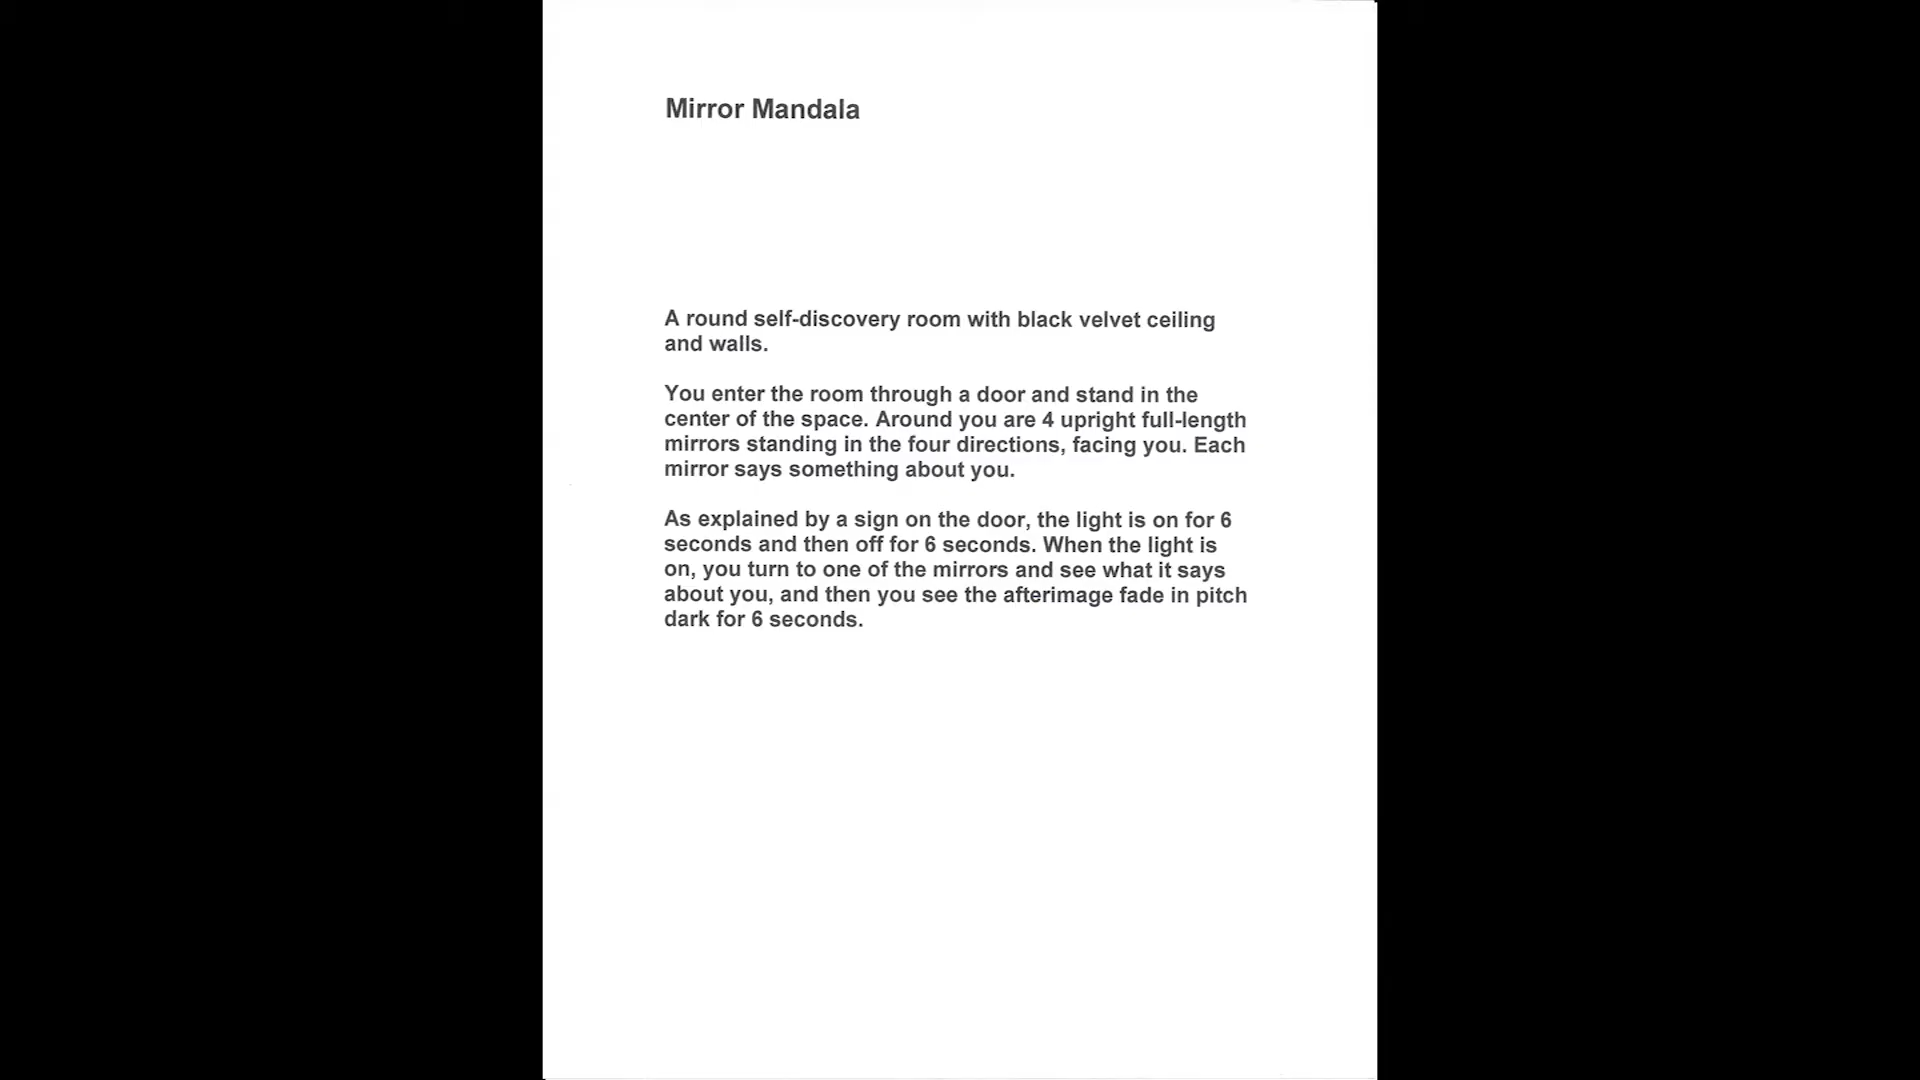 Mirror Mandala
A round self-discovery room with black velvet ceiling
and walls.
You enter the room through a door and stand in the
center of the space. Around you are 4 upright full-length
mirrors standing in the four directions, facing you. Each
mirror says something about you.
As explained by a sign on the door, the light is on for 6
seconds and then off for 6 seconds. When the light is
on, you turn to one of the mirrors and see what it says
about you, and then you see the afterimage fade in pitch
dark for 6 seconds.